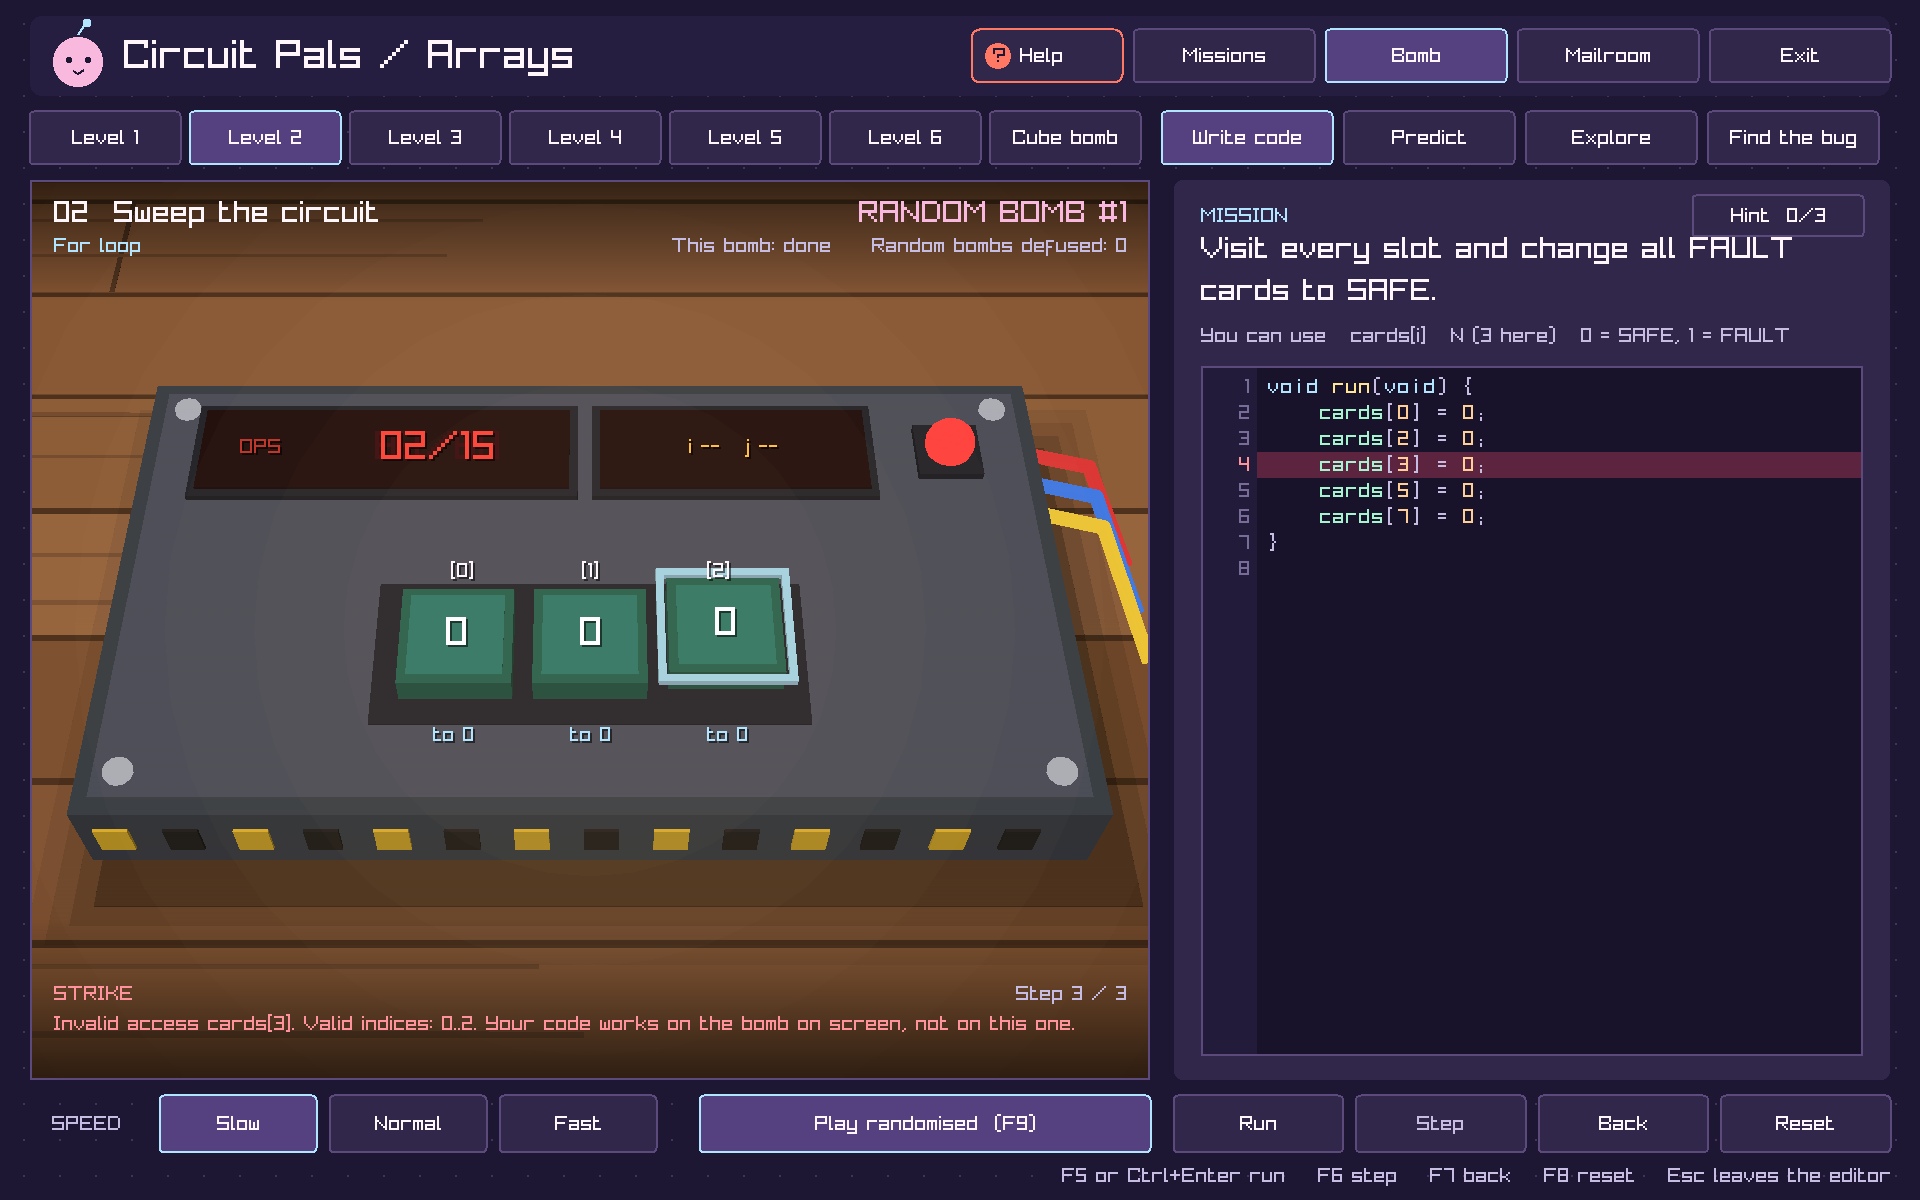 Circuit Pals / Arrays
? Help
Missions
Bomb
Mailroom
Exit
Level 1
Level 2
Level 3
Level 4
Level 5
Level 6
Cube bomb
Write code
Predict
Explore
Find the bug
02 Sweep the circuit
RANDOM BOMB #1
For loop
This bomb: done
Random bombs defused: 0
OPS
02/15
i -- j --
[0]
[1]
[2]
0
0
0
to 0
to 0
to 0
STRIKE
Step 3 / 3
Invalid access cards[3]. Valid indices: 0..2. Your code works on the bomb on screen, not on this one.
MISSION
Hint 0/3
Visit every slot and change all FAULT
cards to SAFE.
You can use cards[i] N (3 here) 0 = SAFE, 1 = FAULT
1 void run(void) {
2 cards[0] = 0;
3 cards[2] = 0;
4 cards[3] = 0;
5 cards[5] = 0;
6 cards[7] = 0;
7 }
8
SPEED
Slow
Normal
Fast
Play randomised (F9)
Run
Step
Back
Reset
F5 or Ctrl+Enter run F6 step F7 back F8 reset Esc leaves the editor